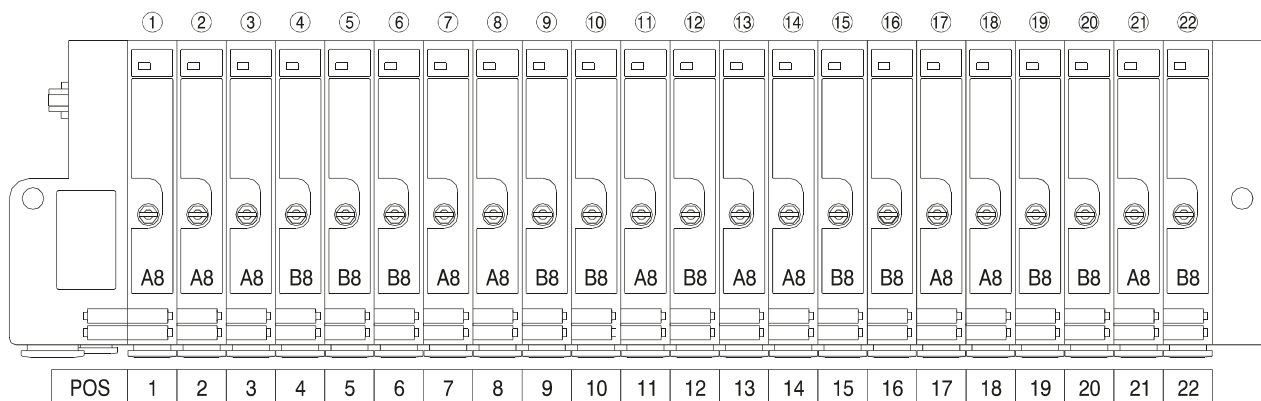 ① ② ③ ④ ⑤ ⑥ ⑦ ⑧ ⑨ ⑩ ⑪ ⑫ ⑬ ⑭ ⑮ ⑯ ⑰ ⑱ ⑲ ⑳ ㉑ ㉒
A8 A8 A8 B8 B8 B8 A8 A8 B8 B8 A8 B8 A8 A8 B8 B8 A8 A8 B8 B8 A8 B8
POS 1 2 3 4 5 6 7 8 9 10 11 12 13 14 15 16 17 18 19 20 21 22